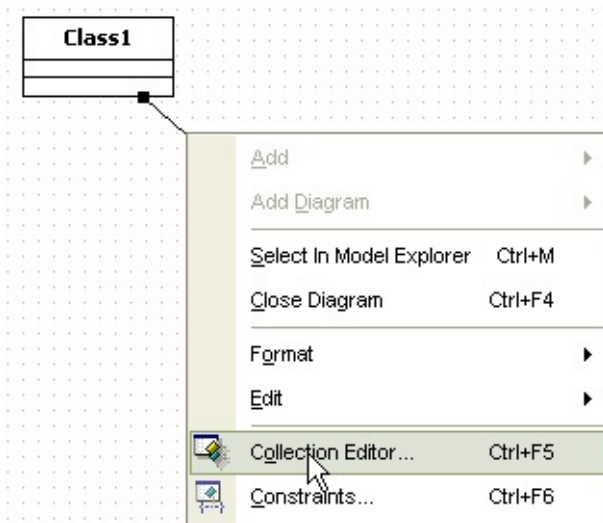 Class1
Add
Add Diagram
Select In Model Explorer Ctrl+M
Close Diagram Ctrl+F4
Format
Edit
Collection Editor... Ctrl+F5
Constraints... Ctrl+F6